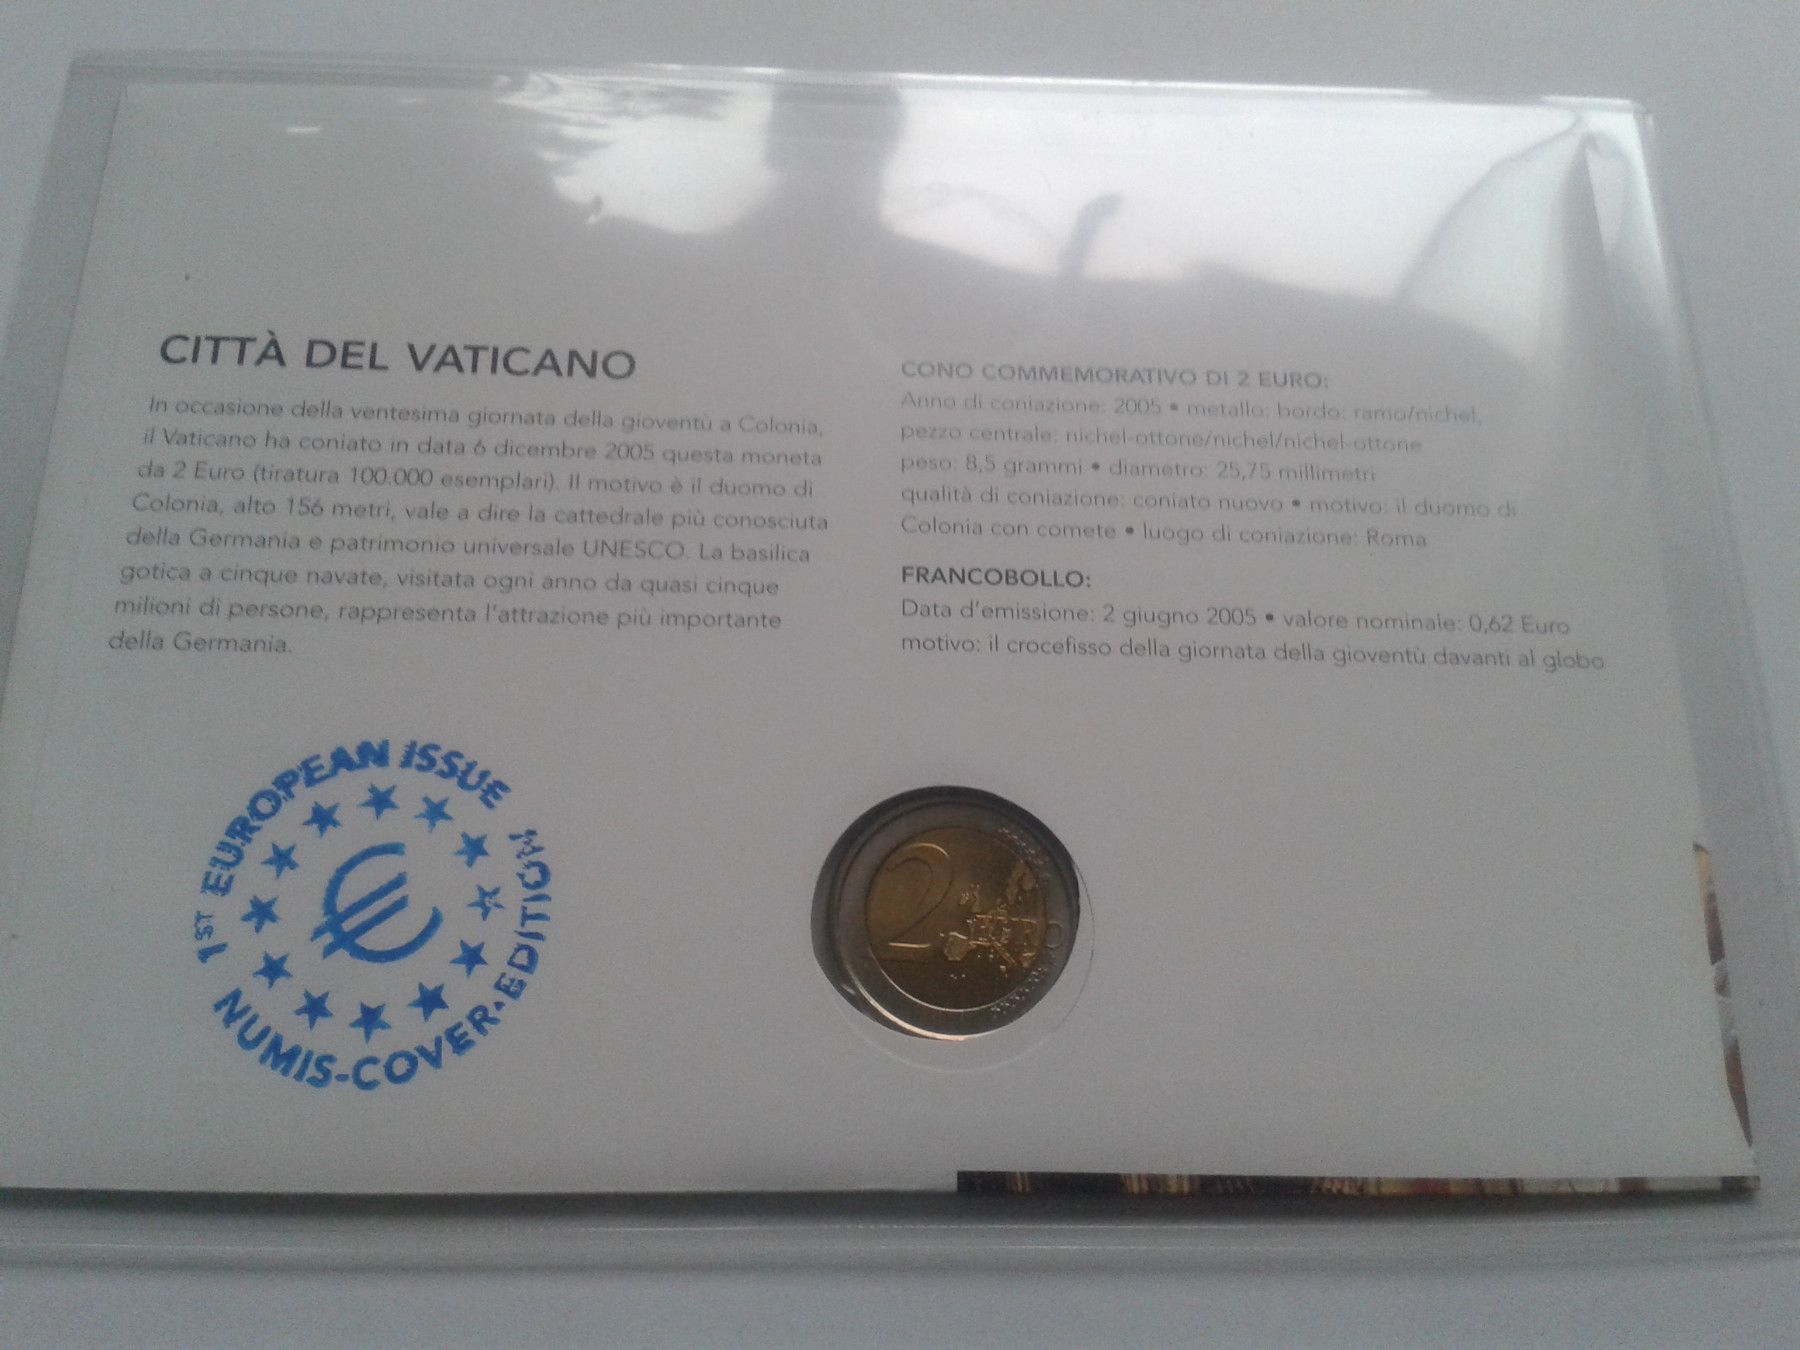 CITTÀ DEL VATICANO
In occasione della ventesima giornata della gioventù a Colonia,
il Vaticano ha coniato in data 6 dicembre 2005 questa moneta
da 2 Euro (tiratura 100.000 esemplari). Il motivo è il duomo di
Colonia, alto 156 metri, vale a dire la cattedrale più conosciuta
della Germania e patrimonio universale UNESCO. La basilica
gotica a cinque navate, visitata ogni anno da quasi cinque
milioni di persone, rappresenta l'attrazione più importante
della Germania.
CONO COMMEMORATIVO DI 2 EURO:
Anno di coniazione: 2005 • metallo: bordo: ramo/nichel,
pezzo centrale: nichel-ottone/nichel/nichel-ottone
peso: 8,5 grammi • diametro: 25,75 millimetri
qualità di coniazione: coniato nuovo • motivo: il duomo di
Colonia con comete • luogo di coniazione: Roma
FRANCOBOLLO:
Data d'emissione: 2 giugno 2005 • valore nominale: 0,62 Euro
motivo: il crocefisso della giornata della gioventù davanti al globo
1ST EUROPEAN ISSUE
NUMIS-COVER-EDITION
€
2 EURO